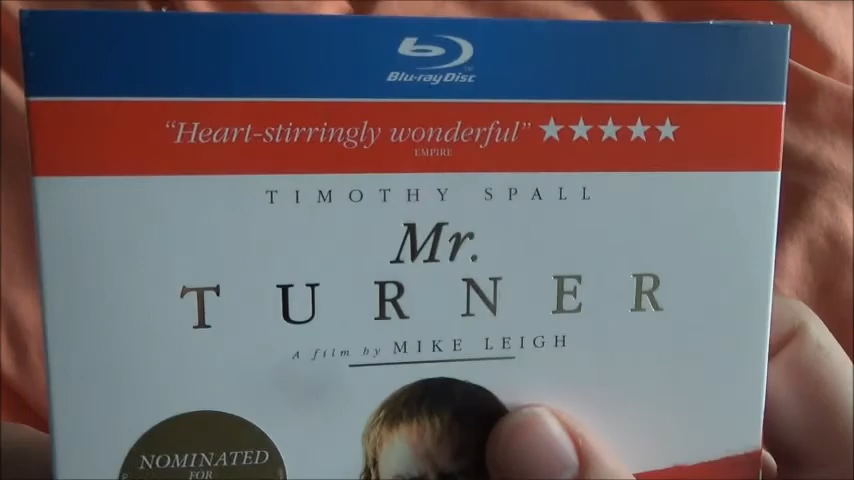 Blu-ray Disc
"Heart-stirringly wonderful" ★★★★★
EMPIRE
TIMOTHY SPALL
Mr.
TURNER
A film by MIKE LEIGH
NOMINATED
FOR